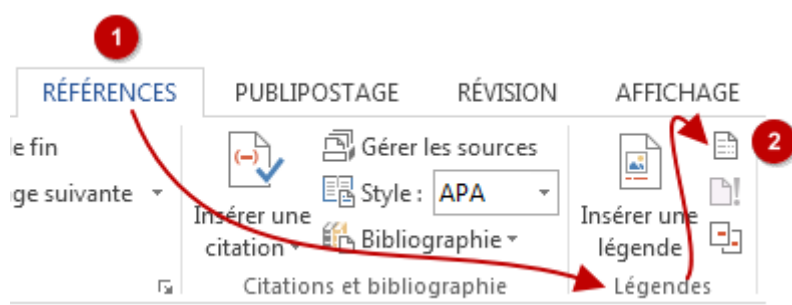 1
RÉFÉRENCES PUBLIPOSTAGE RÉVISION AFFICHAGE
e fin
ge suivante
Insérer une
citation
Gérer les sources
Style : APA
Bibliographie
Citations et bibliographie
Insérer une
légende
2
Légendes